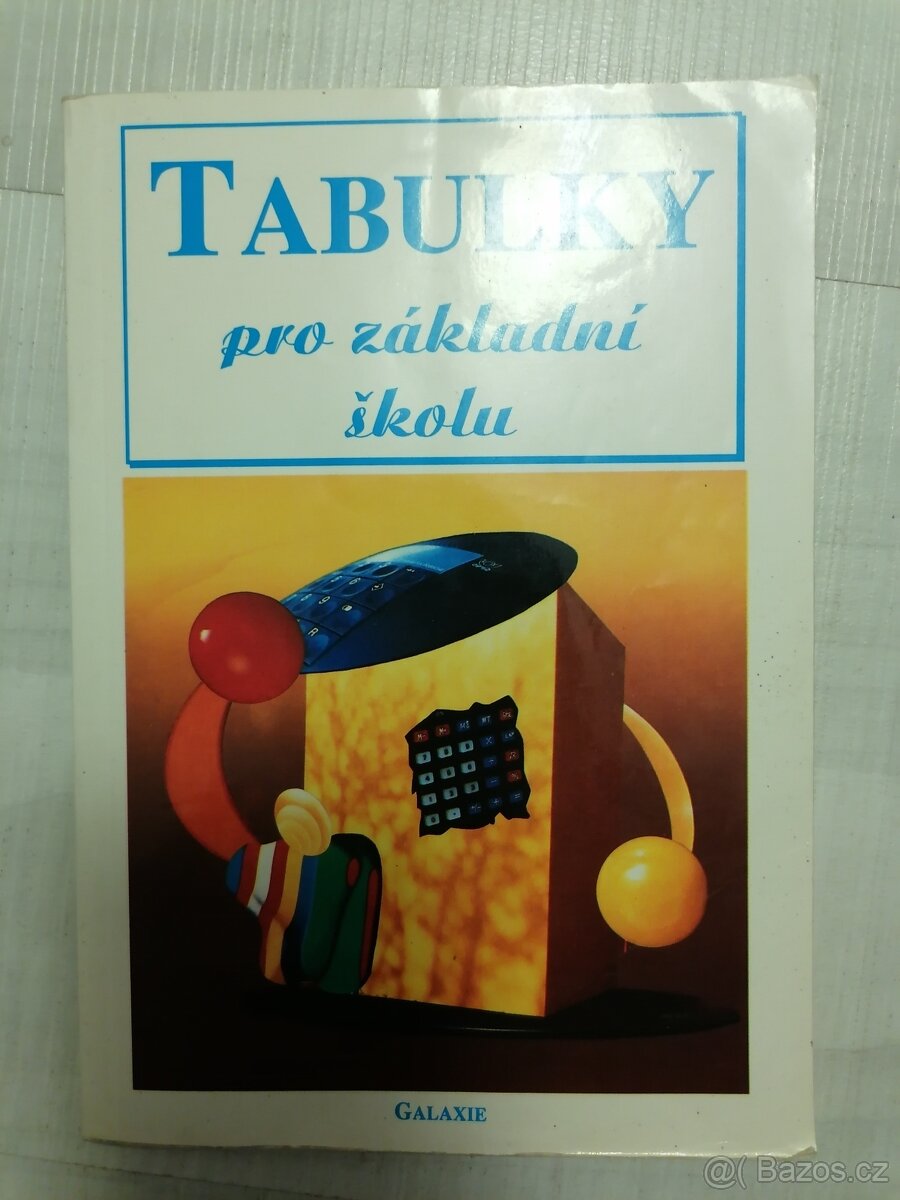 TABULKY
pro základní
školu
GALAXIE
@( Bazos.cz